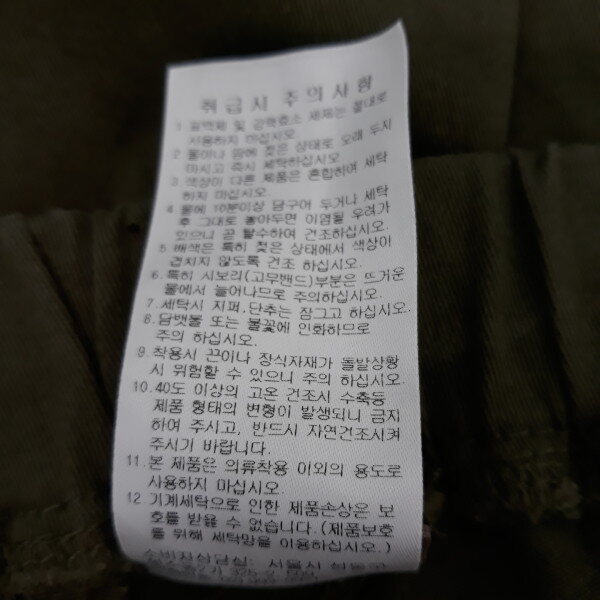 취급시 주의사항
1 표백제 및 강력효소 세제는 절대로
사용하지 마십시오.
2 물이나 땀에 젖은 상태로 오래 두지
마시고 즉시 세탁하십시오
3. 색상이 다른 제품은 혼합하여 세탁
하지 마십시오.
4. 물에 10분이상 담구어 두거나 세탁
후 그대로 놓아두면 이염될 우려가
있으니 곧 탈수하여 건조하십시오.
5. 배색은 특히 젖은 상태에서 색상이
겹치지 않도록 건조 하십시오.
6. 특히 시보리(고무밴드)부분은 뜨거운
물에서 늘어나므로 주의하십시오.
7. 세탁시 지퍼,단추는 잠그고 하십시오.
8. 담뱃불 또는 불꽃에 인화하므로
주의 하십시오.
9. 착용시 끈이나 장식자재가 돌발상황
시 위험할 수 있으니 주의 하십시오.
10. 40도 이상의 고온 건조시 수축등
제품 형태의 변형이 발생되니 금지
하여 주시고, 반드시 자연건조시켜
주시기 바랍니다.
11. 본 제품은 의류착용 이외의 용도로
사용하지 마십시오.
12 기계세탁으로 인한 제품손상은 보
호를 받을 수 없습니다.(제품보호
를 위해 세탁망을 이용하십시오.)
소비자상담실: 서울시